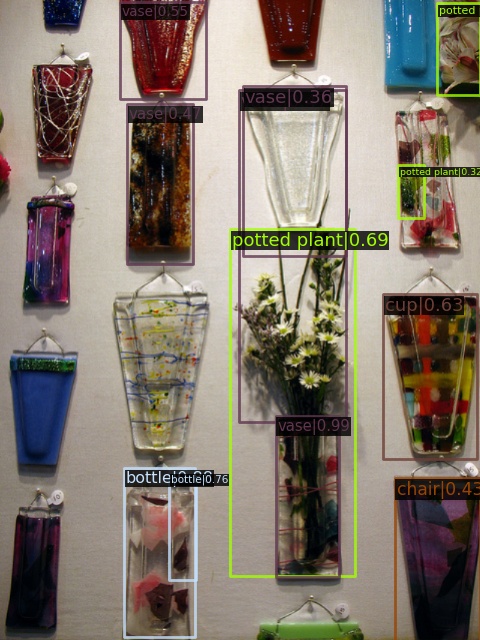 vase|0.55
potted
vase|0.36
vase|0.47
potted plant|0.32
potted plant|0.69
cup|0.63
vase|0.99
bottle|0.76
chair|0.43